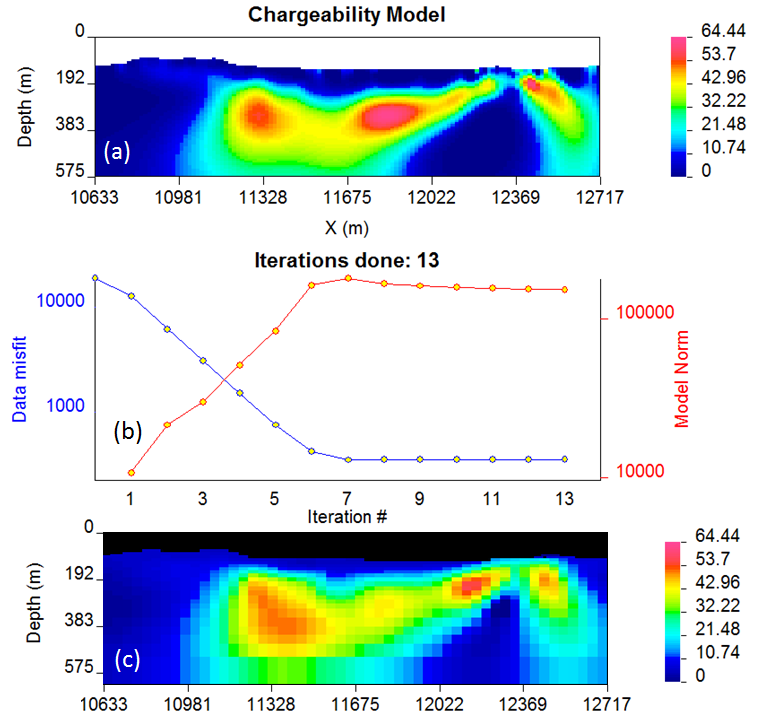 Chargeability Model
0
192
383
575
Depth (m)
(a)
10633 10981 11328 11675 12022 12369 12717
X (m)
64.44
53.7
42.96
32.22
21.48
10.74
0
Iterations done: 13
10000
1000
Data misfit
(b)
100000
10000
Model Norm
1 3 5 7 9 11 13
Iteration #
0
192
383
575
Depth (m)
(c)
10633 10981 11328 11675 12022 12369 12717
64.44
53.7
42.96
32.22
21.48
10.74
0